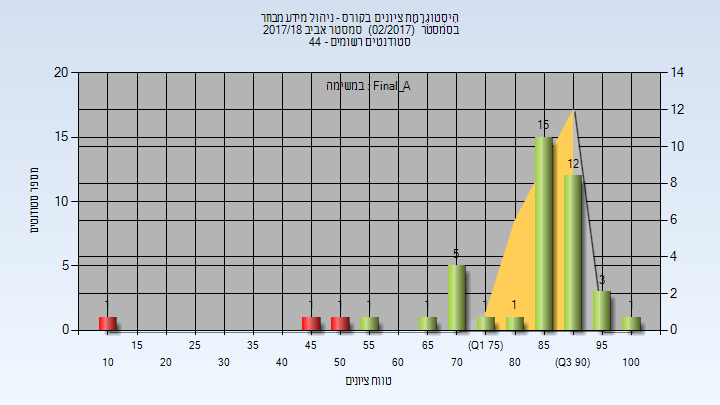 היסטוגרמת ציונים בקורס - ניהול מידע מבוזר
בסמסטר (02/2017) סמסטר אביב 2017/18
סטודנטים רשומים - 44
במשימה : Final_A
20 15 10 5 0
מספר סטודנטים
14 12 10 8 6 4 2 0
1 1 1 1 1 5 1 1 15 12 3 1
15 25 35 45 55 65 (Q1 75) 85 95
10 20 30 40 50 60 70 80 (Q3 90) 100
טווח ציונים